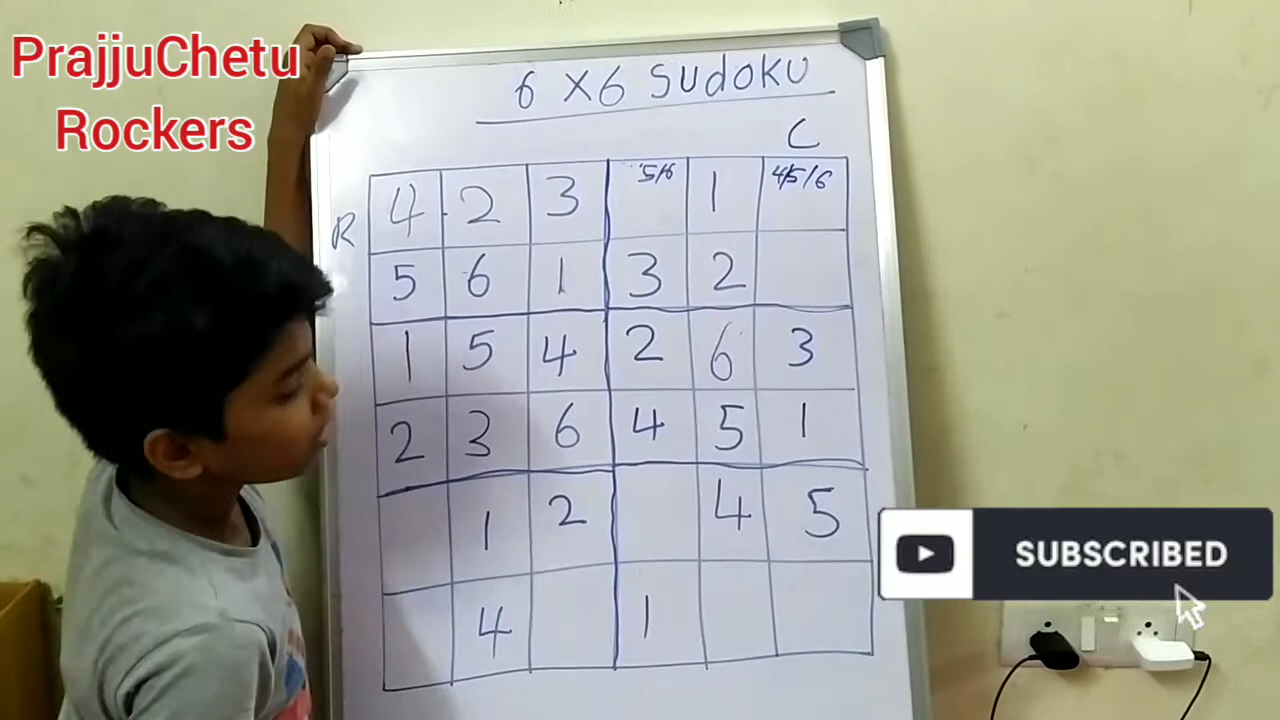 PrajjuChetu
Rockers
6 X6 SUdOKU
C
R
4 2 3 5/6 1 4/5/6
5 6 1 3 2
1 5 4 2 6 3
2 3 6 4 5 1
1 2 4 5
4 1
SUBSCRIBED